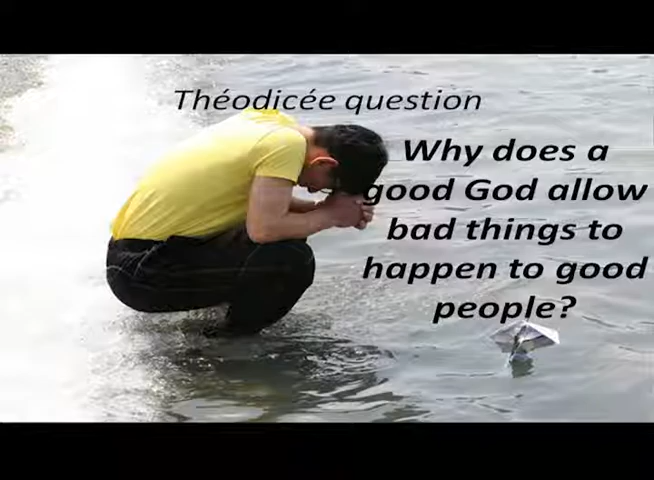 Théodicée question
Why does a
good God allow
bad things to
happen to good
people?